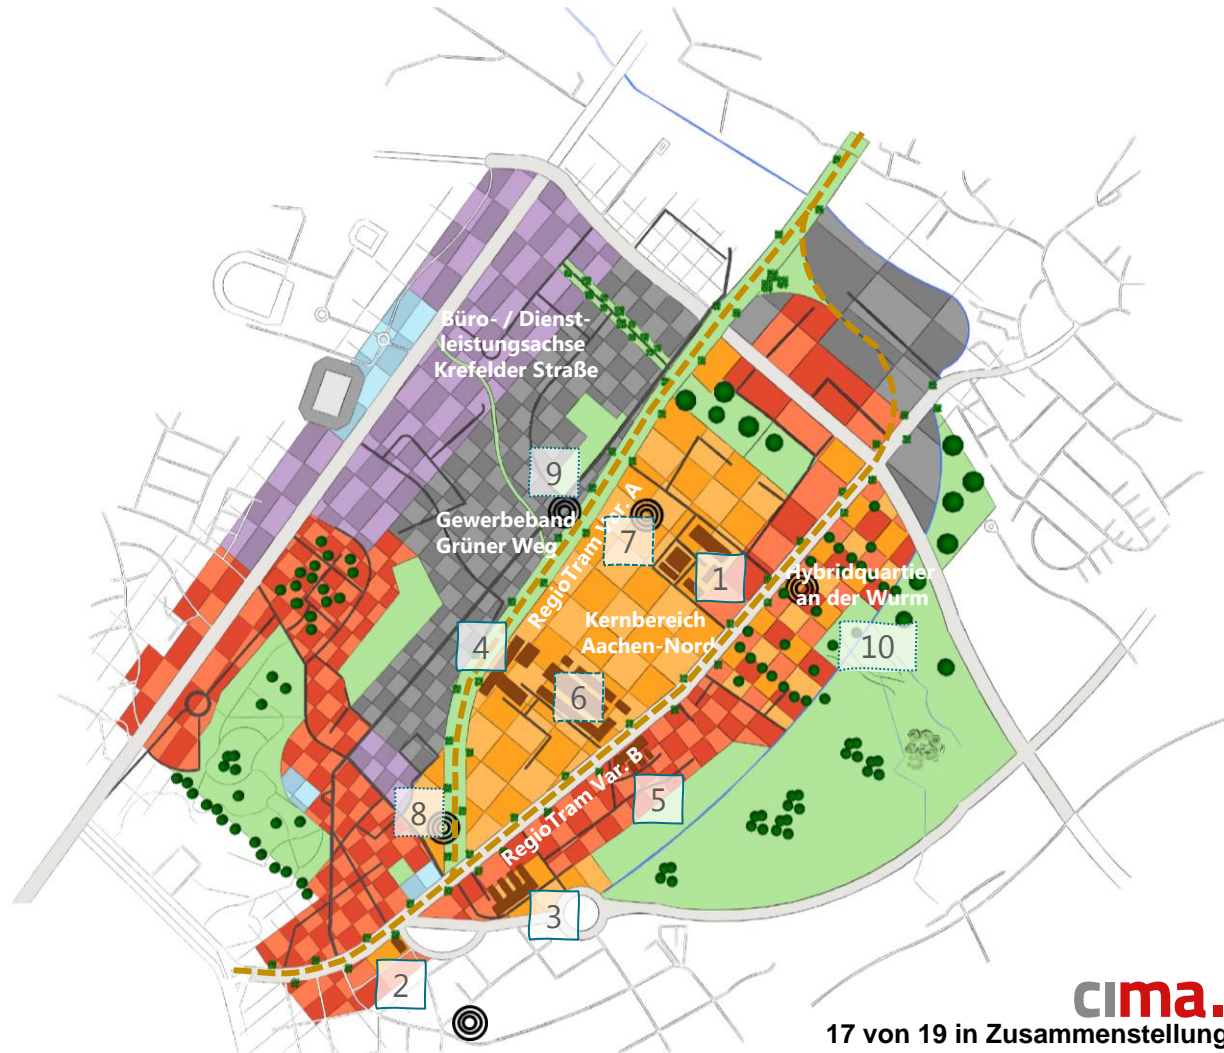 Büro- / Dienst-
leistungsachse
Krefelder Straße
9
RegioTram Var. A
Gewerbeband
Grüner Weg
7
1
Hybridquartier
an der Wurm
Kernbereich
Aachen-Nord
4
10
6
RegioTram Var. B
5
8
3
2
cima.
17 von 19 in Zusammenstellung